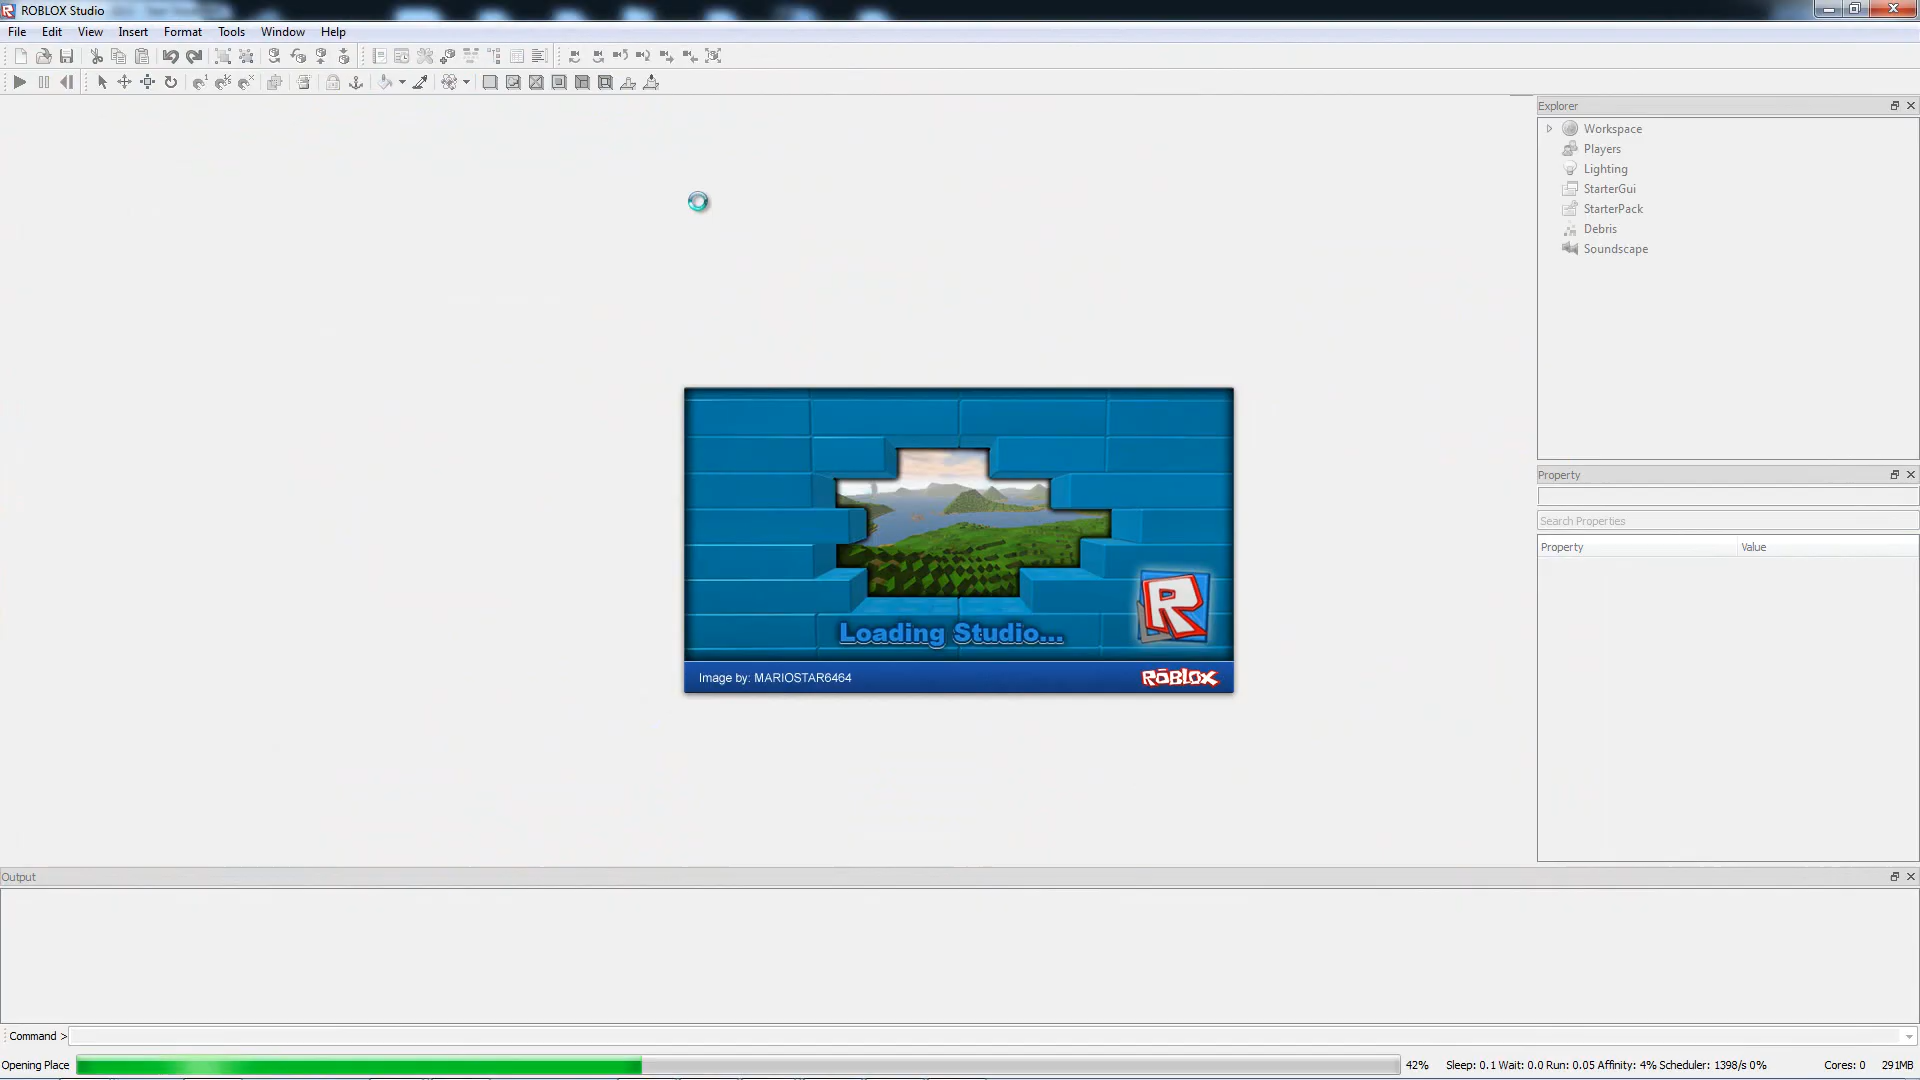 ROBLOX Studio
File Edit View Insert Format Tools Window Help
Explorer
Workspace
Players
Lighting
StarterGui
StarterPack
Debris
Soundscape
Property
Search Properties
Property Value
Loading Studio...
Image by: MARIOSTAR6464 ROBLOX
Output
Command >
Opening Place 42% Sleep: 0.1 Wait: 0.0 Run: 0.05 Affinity: 4% Scheduler: 1398/s 0% Cores: 0 291MB